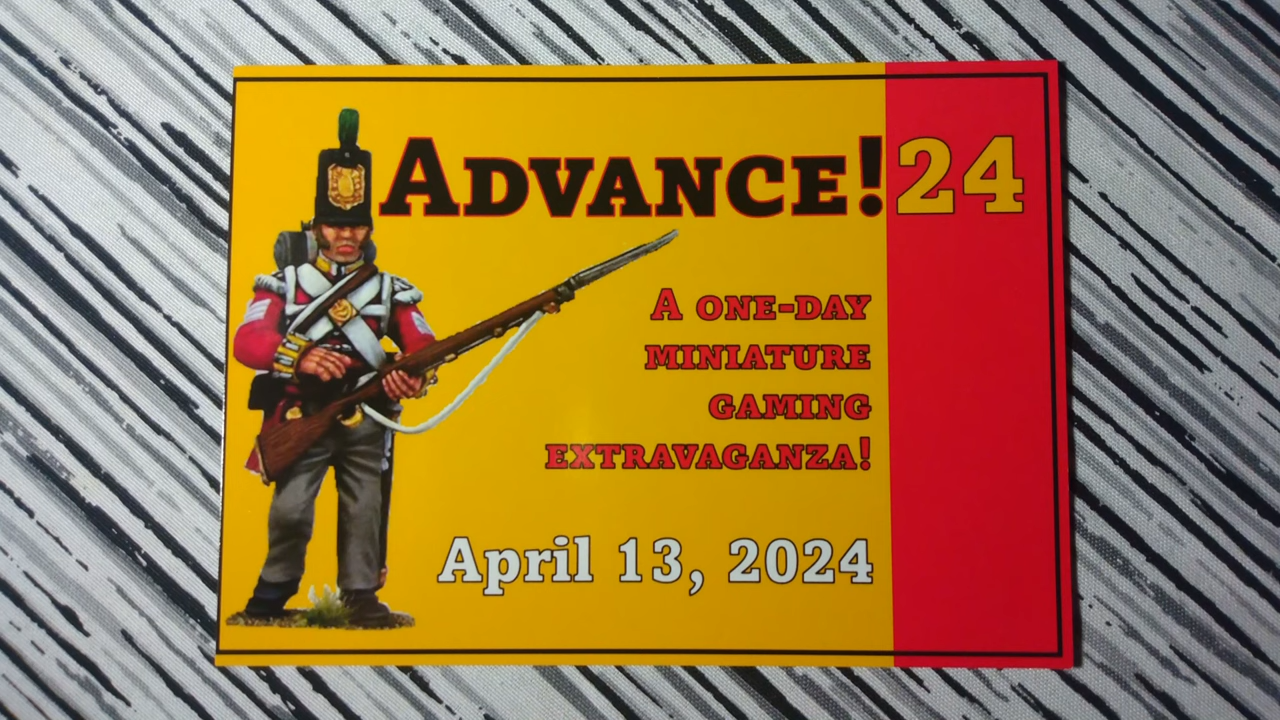 Advance!24
A one-day
miniature
gaming
extravaganza!
April 13, 2024